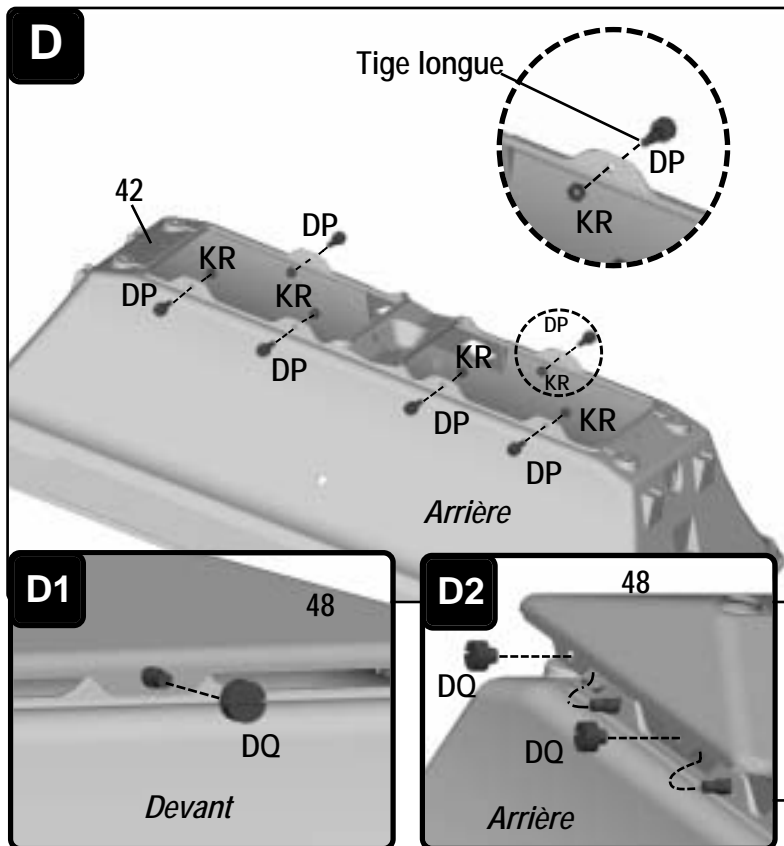 D
Tige longue
DP
KR
42
DP
KR
DP
KR
DP
DP
KR
KR
DP
KR
DP
Arrière
D1
48
DQ
Devant
D2
48
DQ
DQ
Arrière